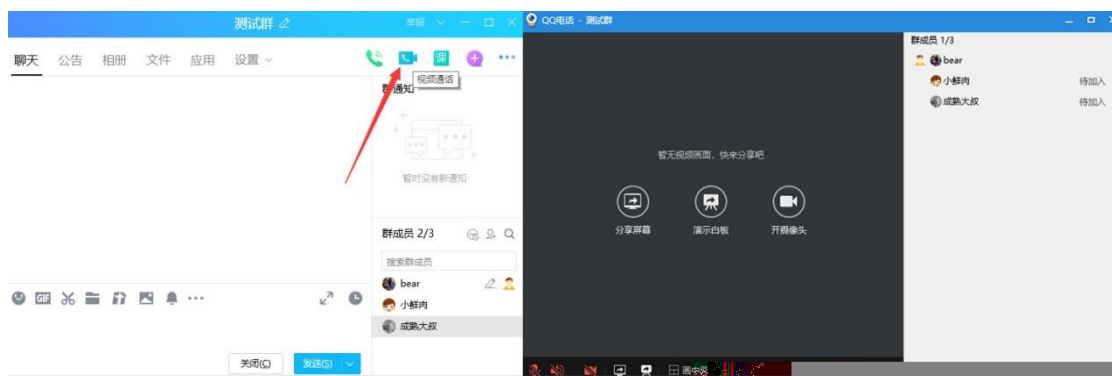 测试群
举报
聊天 公告 相册 文件 应用 设置
视频通话
群通知
暂时没有新通知
群成员 2/3
搜索群成员
bear
小鲜肉
成熟大叔
GIF
关闭(C) 发送(S)
QQ电话 - 测试群
暂无视频画面，快来分享吧
分享屏幕 演示白板 开摄像头
群成员 1/3
bear
小鲜肉 待加入
成熟大叔 待加入